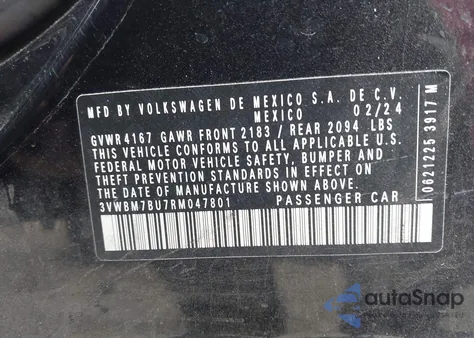 MFD BY VOLKSWAGEN DE MEXICO S.A. DE C.V.
MEXICO 02/24
GVWR 4167 GAWR FRONT 2183 / REAR 2094 LBS
THIS VEHICLE CONFORMS TO ALL APPLICABLE U.S.
FEDERAL MOTOR VEHICLE SAFETY, BUMPER AND
THEFT PREVENTION STANDARDS IN EFFECT ON
THE DATE OF MANUFACTURE SHOWN ABOVE.
3VWBM7BU7RM047801 PASSENGER CAR
0621225 3917 M
autoSnap